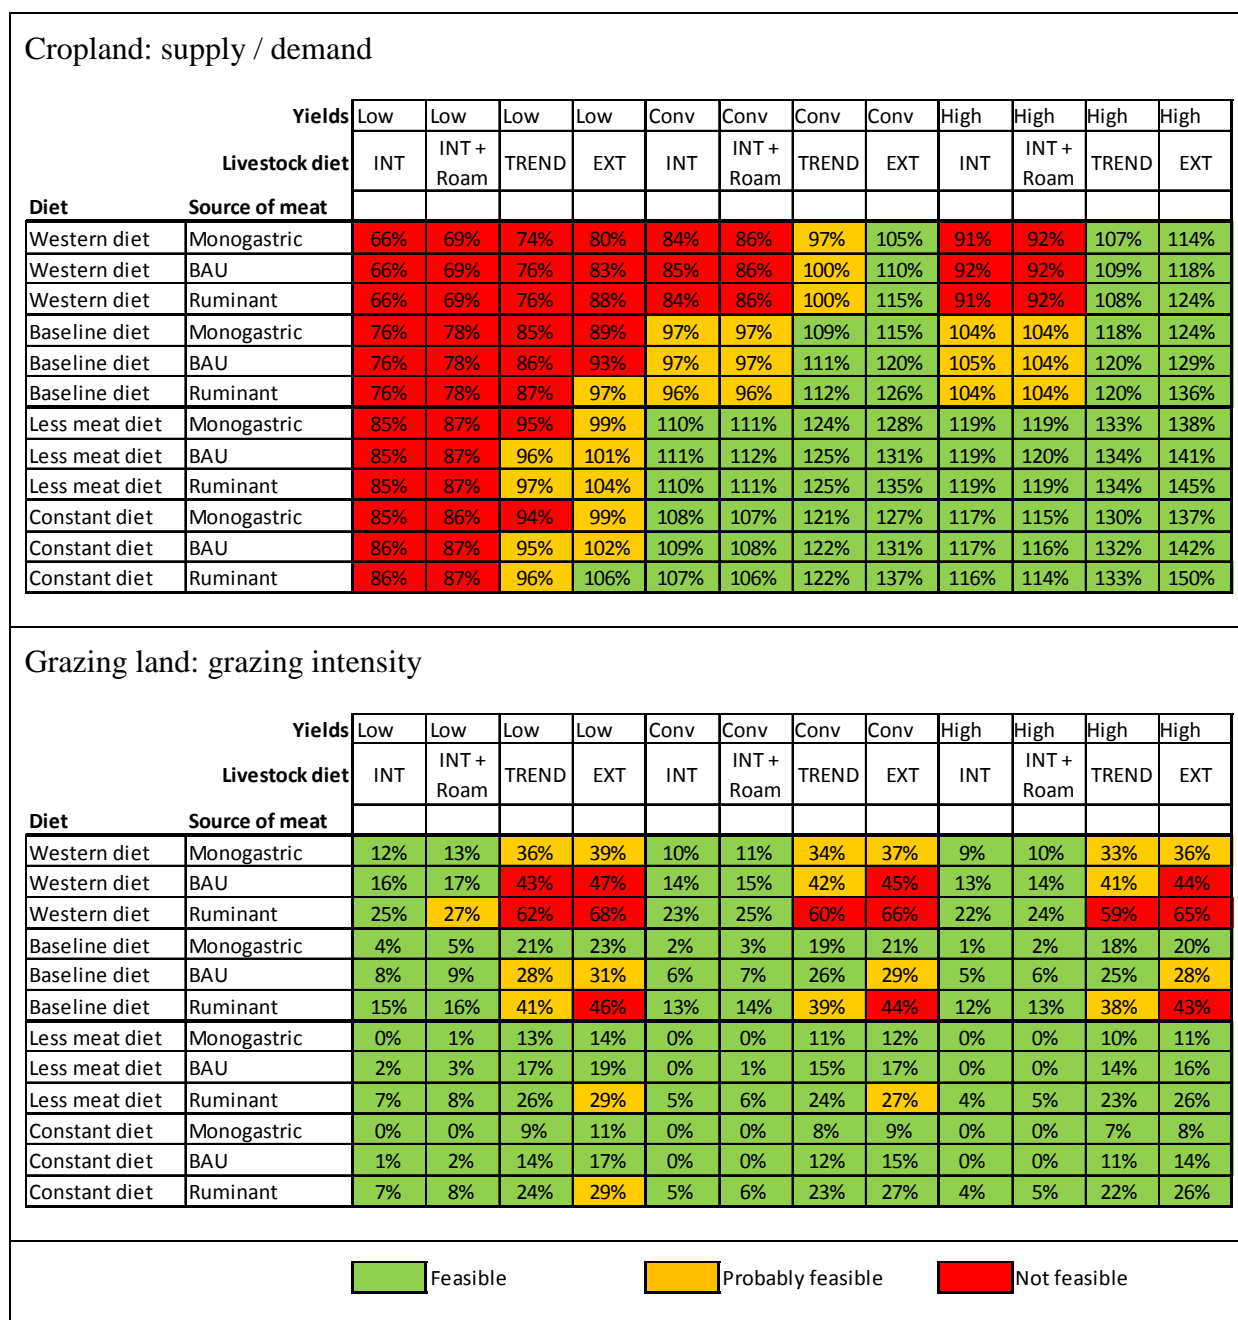 Cropland: supply / demand
Yields Low Low Low Low Conv Conv Conv Conv High High High High
Livestock diet INT INT + Roam TREND EXT INT INT + Roam TREND EXT INT INT + Roam TREND EXT
Diet Source of meat
Western diet Monogastric 66% 69% 74% 80% 84% 86% 97% 105% 91% 92% 107% 114%
Western diet BAU 66% 69% 76% 83% 85% 86% 100% 110% 92% 92% 109% 118%
Western diet Ruminant 66% 69% 76% 88% 84% 86% 100% 115% 91% 92% 108% 124%
Baseline diet Monogastric 76% 78% 85% 89% 97% 97% 109% 115% 104% 104% 118% 124%
Baseline diet BAU 76% 78% 86% 93% 97% 97% 111% 120% 105% 104% 120% 129%
Baseline diet Ruminant 76% 78% 87% 97% 96% 96% 112% 126% 104% 104% 120% 136%
Less meat diet Monogastric 85% 87% 95% 99% 110% 111% 124% 128% 119% 119% 133% 138%
Less meat diet BAU 85% 87% 96% 101% 111% 112% 125% 131% 119% 120% 134% 141%
Less meat diet Ruminant 85% 87% 97% 104% 110% 111% 125% 135% 119% 119% 134% 145%
Constant diet Monogastric 85% 86% 94% 99% 108% 107% 121% 127% 117% 115% 130% 137%
Constant diet BAU 86% 87% 95% 102% 109% 108% 122% 131% 117% 116% 132% 142%
Constant diet Ruminant 86% 87% 96% 106% 107% 106% 122% 137% 116% 114% 133% 150%
Grazing land: grazing intensity
Yields Low Low Low Low Conv Conv Conv Conv High High High High
Livestock diet INT INT + Roam TREND EXT INT INT + Roam TREND EXT INT INT + Roam TREND EXT
Diet Source of meat
Western diet Monogastric 12% 13% 36% 39% 10% 11% 34% 37% 9% 10% 33% 36%
Western diet BAU 16% 17% 43% 47% 14% 15% 42% 45% 13% 14% 41% 44%
Western diet Ruminant 25% 27% 62% 68% 23% 25% 60% 66% 22% 24% 59% 65%
Baseline diet Monogastric 4% 5% 21% 23% 2% 3% 19% 21% 1% 2% 18% 20%
Baseline diet BAU 8% 9% 28% 31% 6% 7% 26% 29% 5% 6% 25% 28%
Baseline diet Ruminant 15% 16% 41% 46% 13% 14% 39% 44% 12% 13% 38% 43%
Less meat diet Monogastric 0% 1% 13% 14% 0% 0% 11% 12% 0% 0% 10% 11%
Less meat diet BAU 2% 3% 17% 19% 0% 1% 15% 17% 0% 0% 14% 16%
Less meat diet Ruminant 7% 8% 26% 29% 5% 6% 24% 27% 4% 5% 23% 26%
Constant diet Monogastric 0% 0% 9% 11% 0% 0% 8% 9% 0% 0% 7% 8%
Constant diet BAU 1% 2% 14% 17% 0% 0% 12% 15% 0% 0% 11% 14%
Constant diet Ruminant 7% 8% 24% 29% 5% 6% 23% 27% 4% 5% 22% 26%
Feasible Probably feasible Not feasible